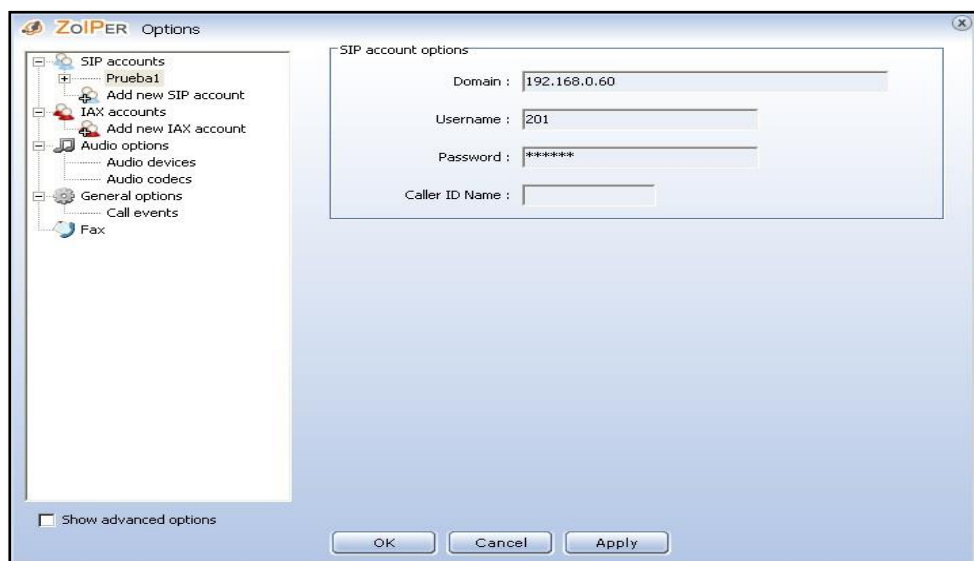 ZOIPER Options
SIP accounts
Prueba1
Add new SIP account
IAX accounts
Add new IAX account
Audio options
Audio devices
Audio codecs
General options
Call events
Fax
Show advanced options
SIP account options
Domain : 192.168.0.60
Username : 201
Password : ******
Caller ID Name :
OK Cancel Apply